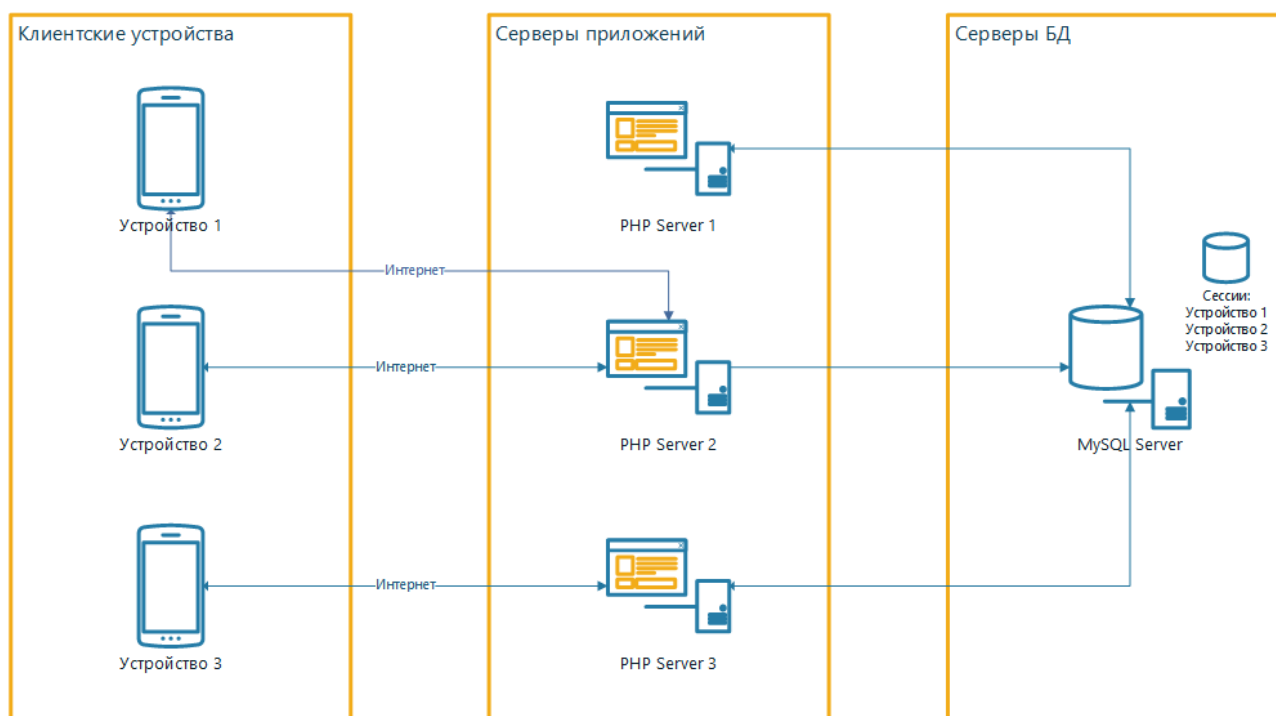 Клиентские устройства
Серверы приложений
Серверы БД
Устройство 1
PHP Server 1
Интернет
Сессии:
Устройство 1
Устройство 2
Устройство 3
Интернет
Устройство 2
PHP Server 2
MySQL Server
Интернет
Устройство 3
PHP Server 3